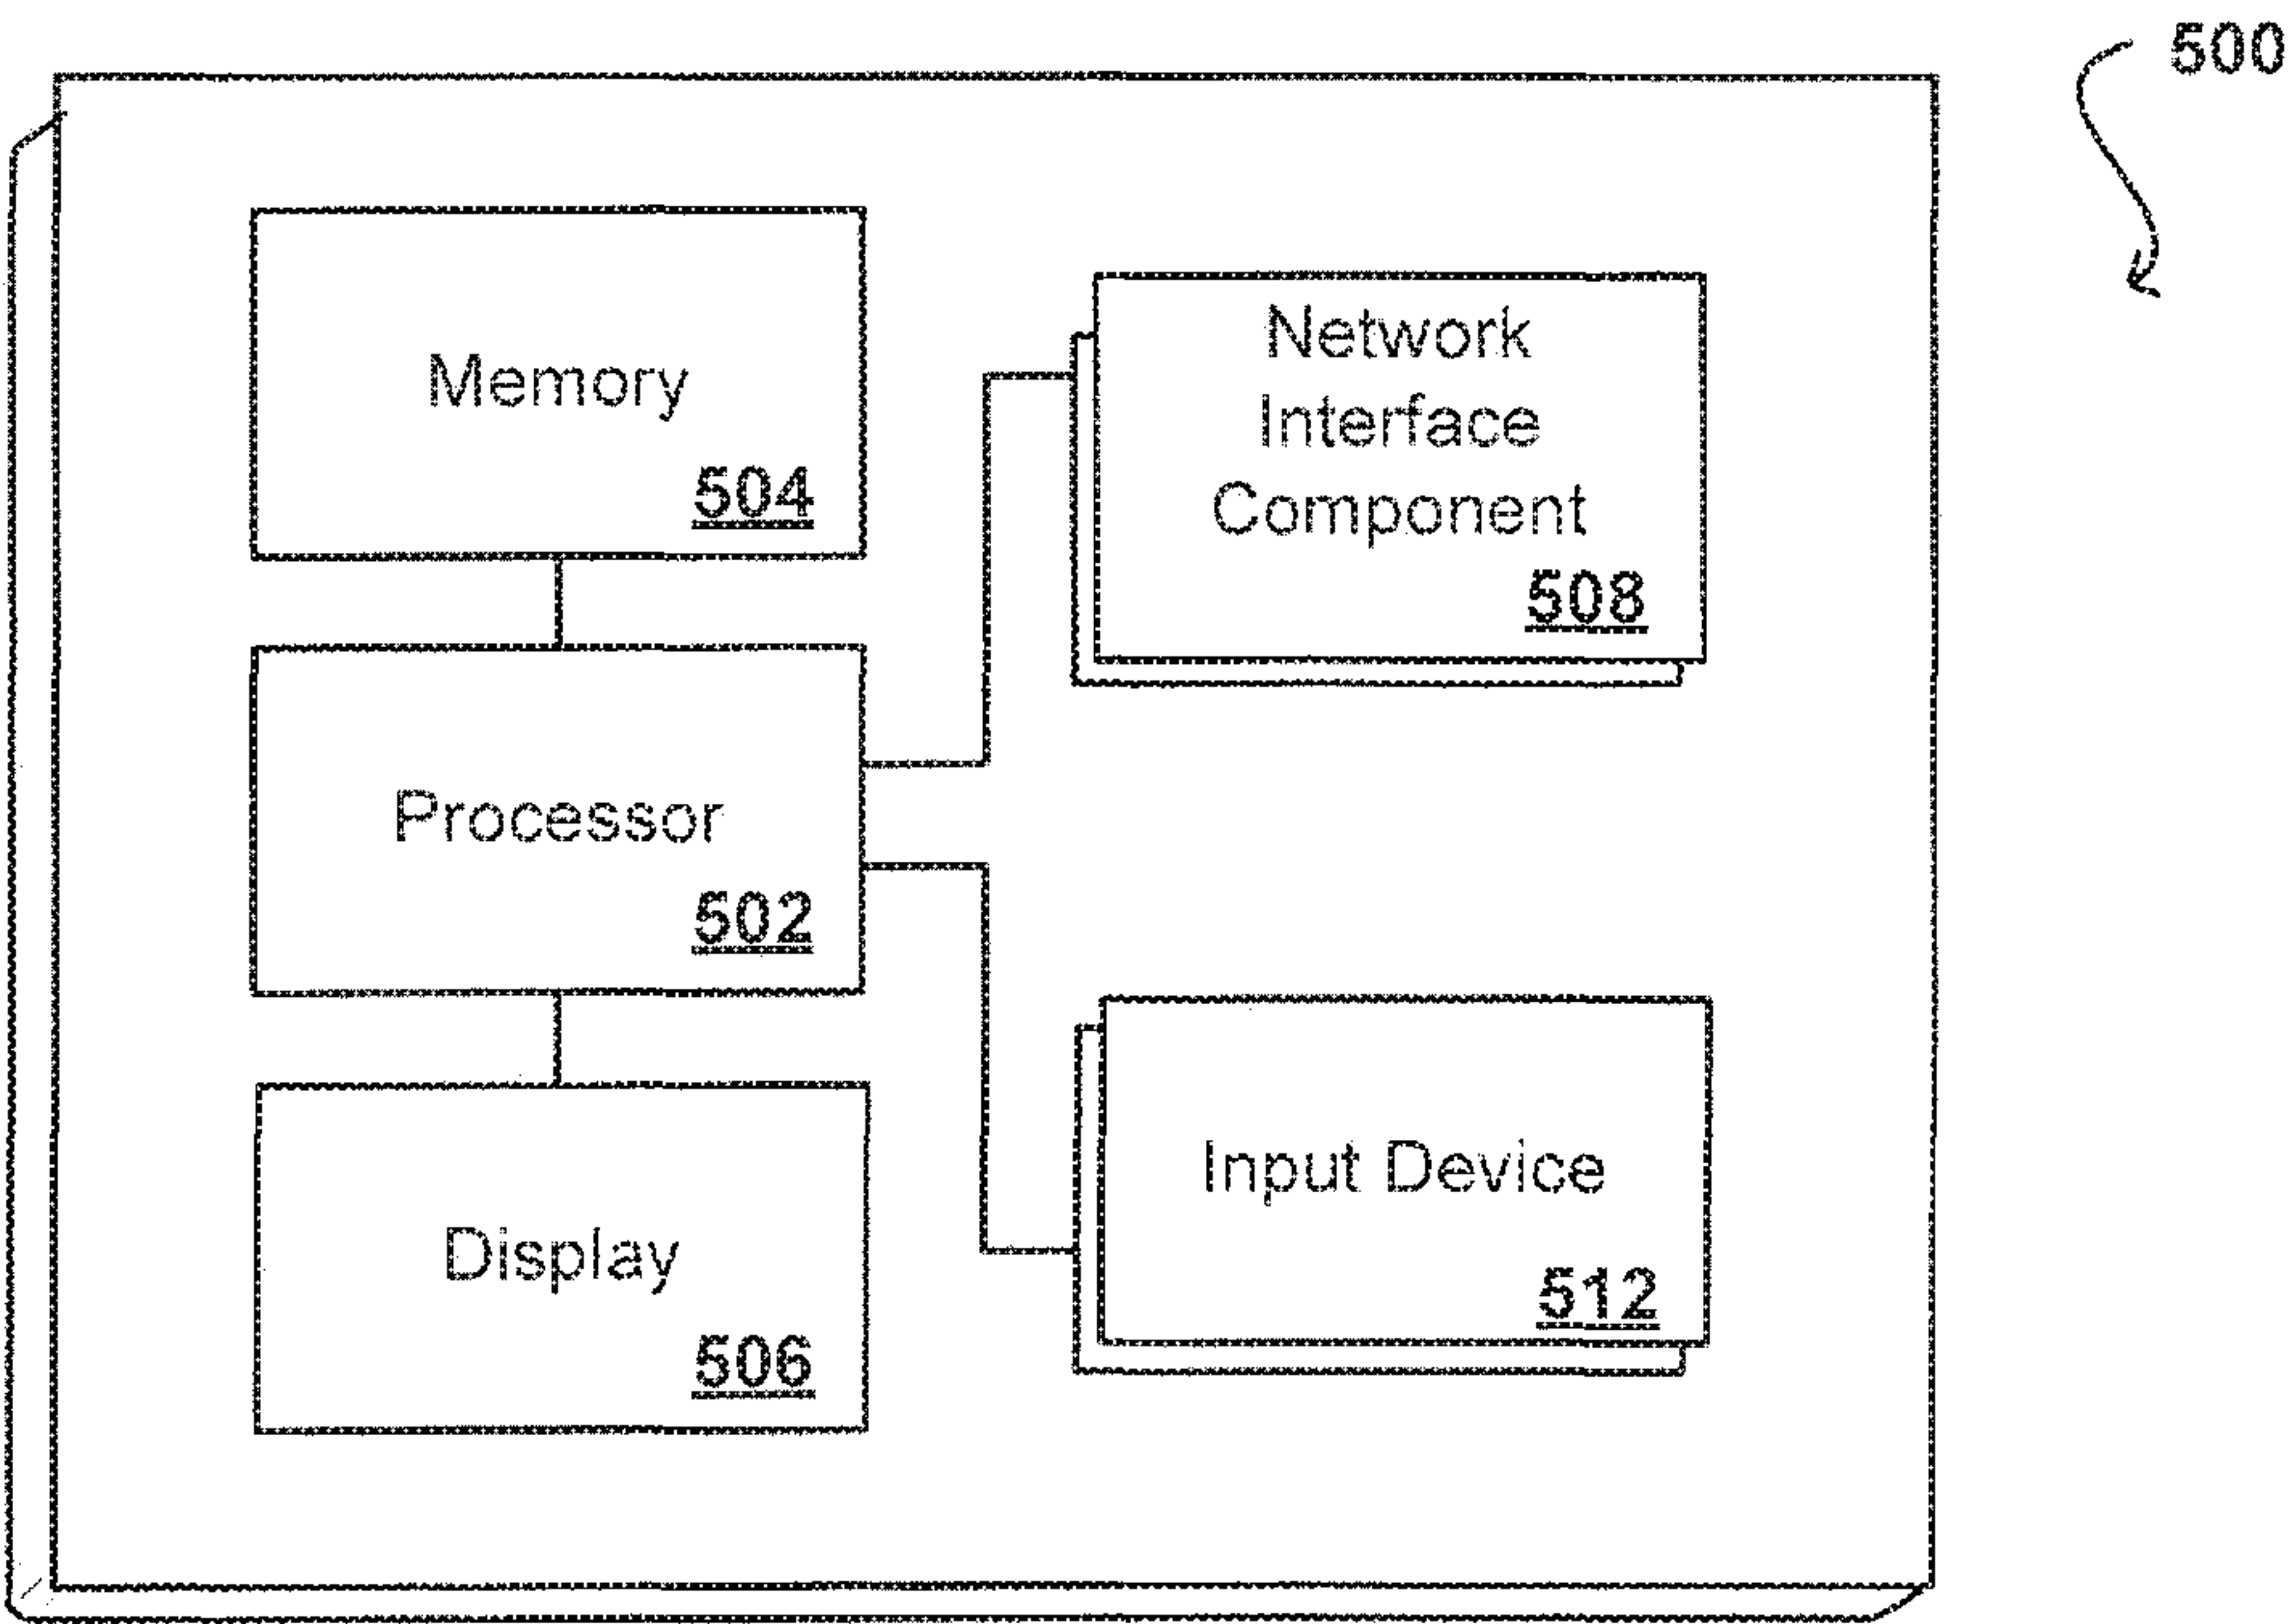 500
Memory
504
Network
Interface
Component
508
Processor
502
Input Device
512
Display
506